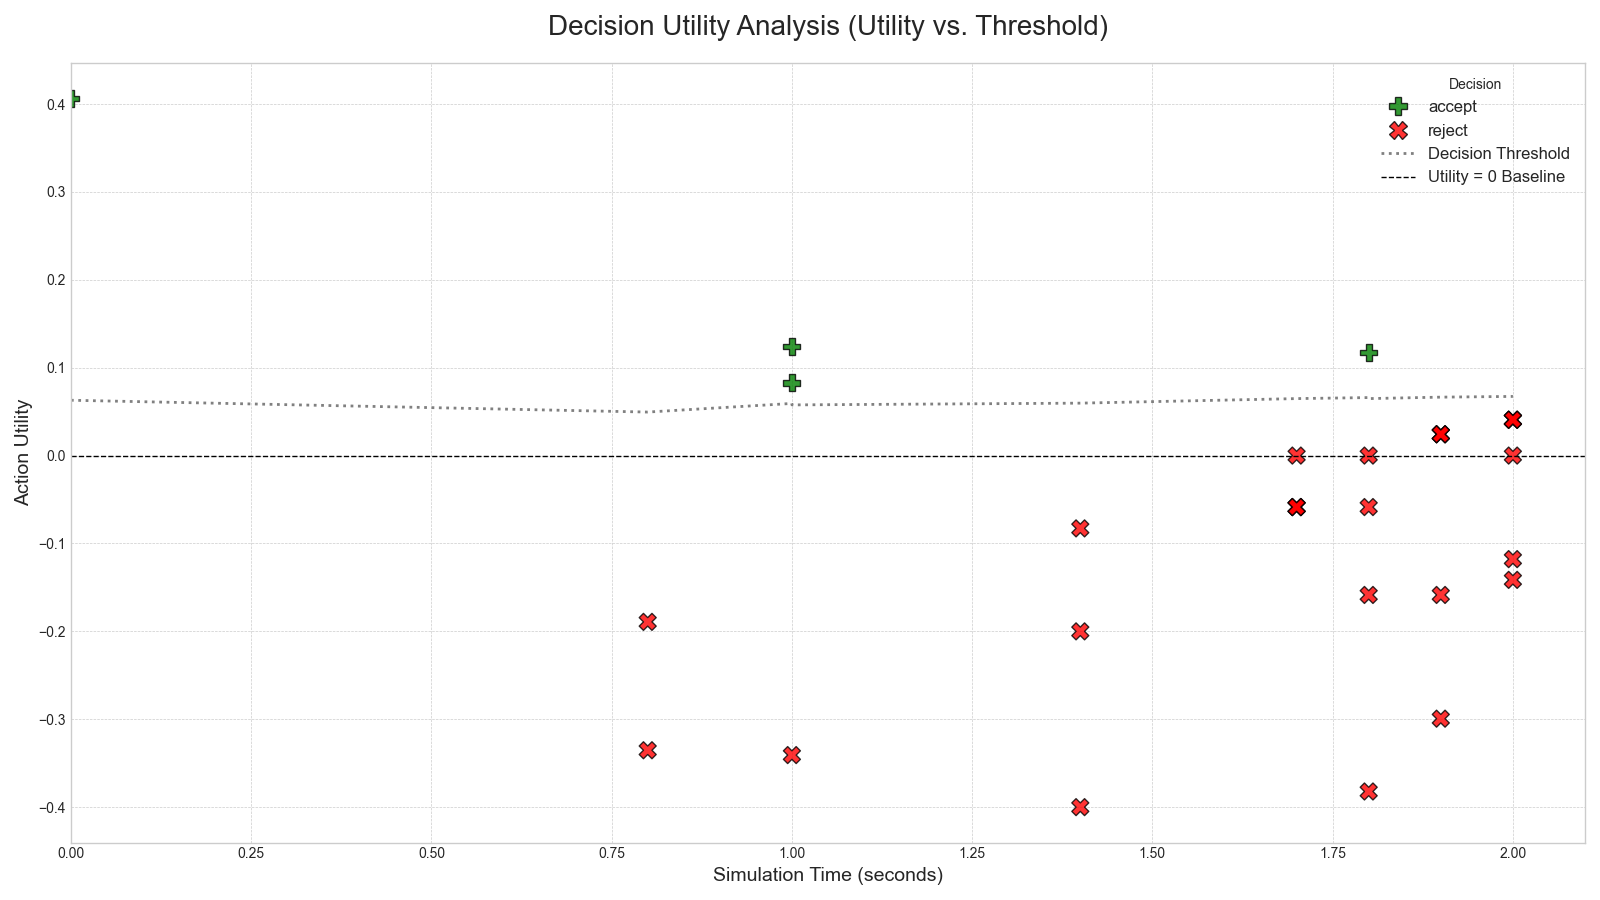 Decision Utility Analysis (Utility vs. Threshold)
Decision
accept
reject
Decision Threshold
Utility = 0 Baseline
Action Utility
0.4
0.3
0.2
0.1
0.0
−0.1
−0.2
−0.3
−0.4
0.00 0.25 0.50 0.75 1.00 1.25 1.50 1.75 2.00
Simulation Time (seconds)